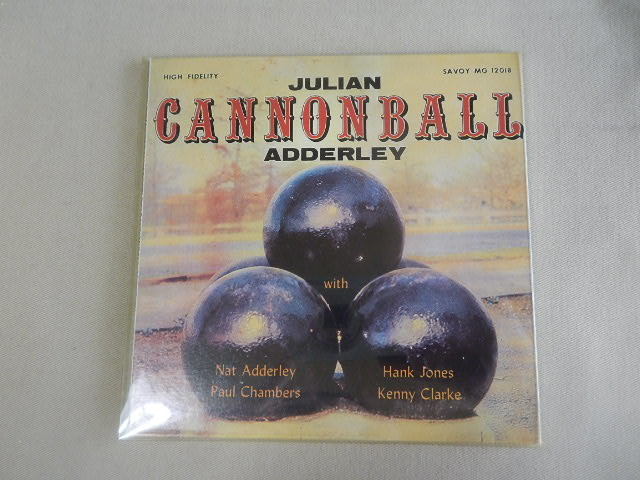 HIGH FIDELITY
SAVOY MG 12018
JULIAN
CANNONBALL
ADDERLEY
with
Nat Adderley
Paul Chambers
Hank Jones
Kenny Clarke